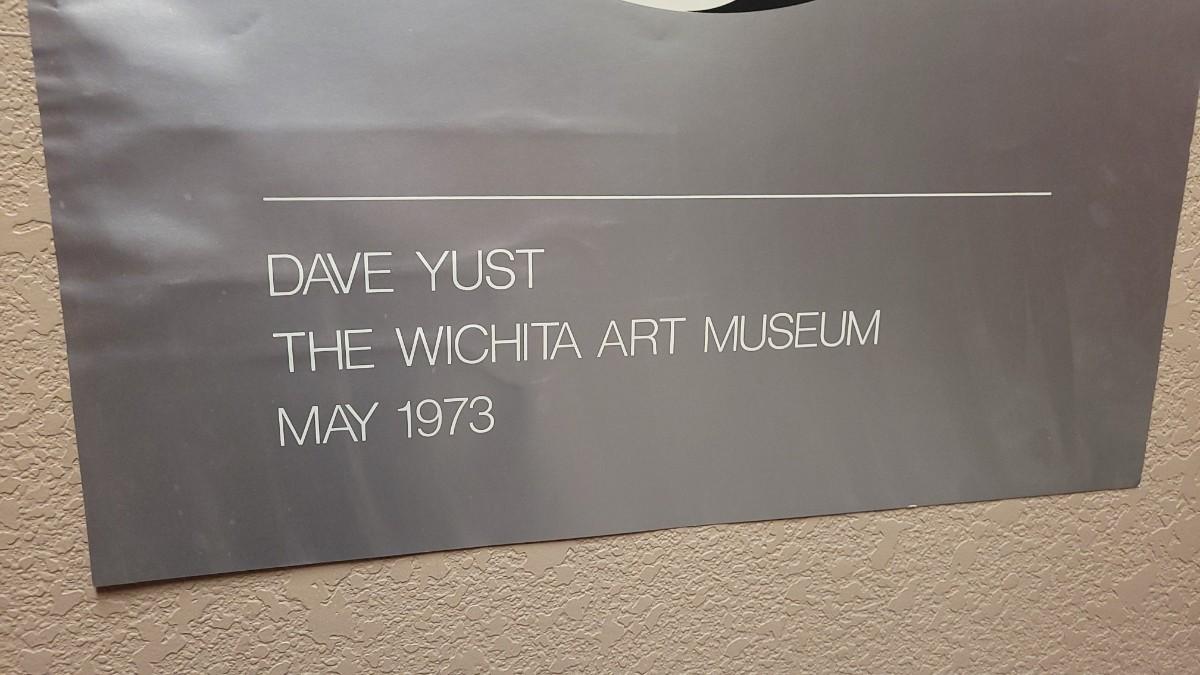 DAVE YUST
THE WICHITA ART MUSEUM
MAY 1973